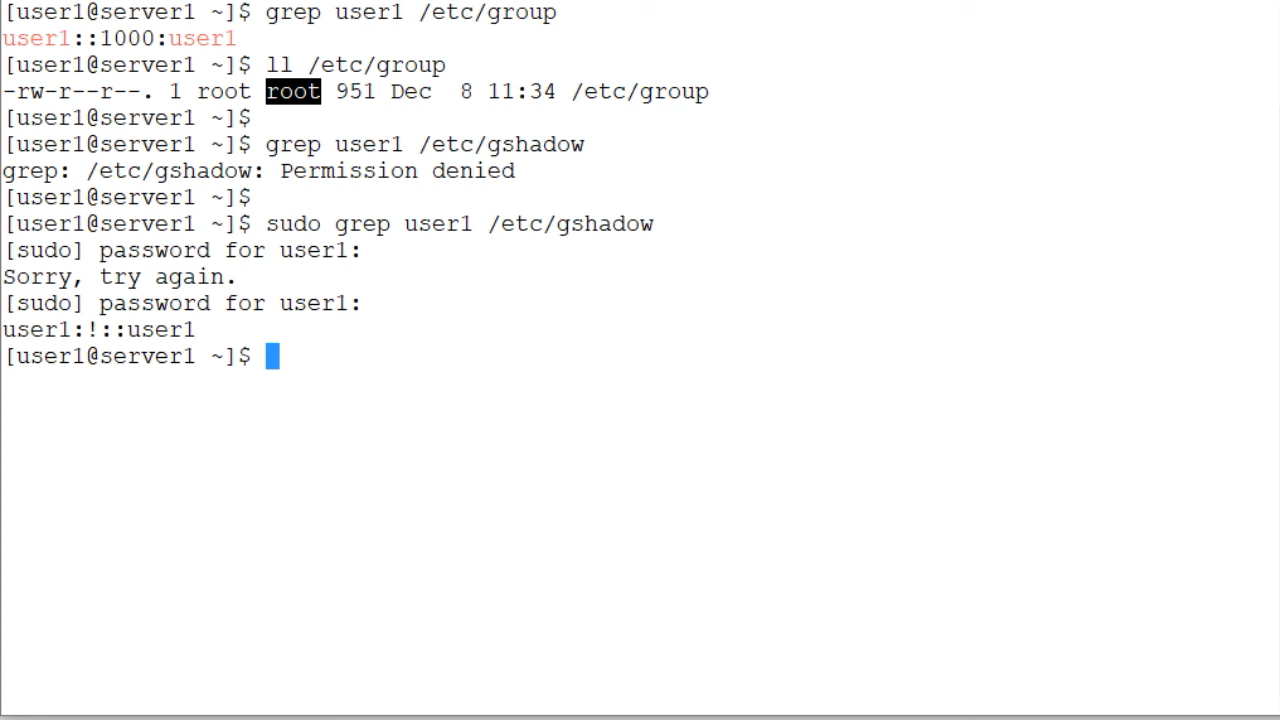 [user1@server1 ~]$ grep user1 /etc/group
user1::1000:user1
[user1@server1 ~]$ ll /etc/group
-rw-r--r--. 1 root root 951 Dec  8 11:34 /etc/group
[user1@server1 ~]$
[user1@server1 ~]$ grep user1 /etc/gshadow
grep: /etc/gshadow: Permission denied
[user1@server1 ~]$
[user1@server1 ~]$ sudo grep user1 /etc/gshadow
[sudo] password for user1:
Sorry, try again.
[sudo] password for user1:
user1:!::user1
[user1@server1 ~]$